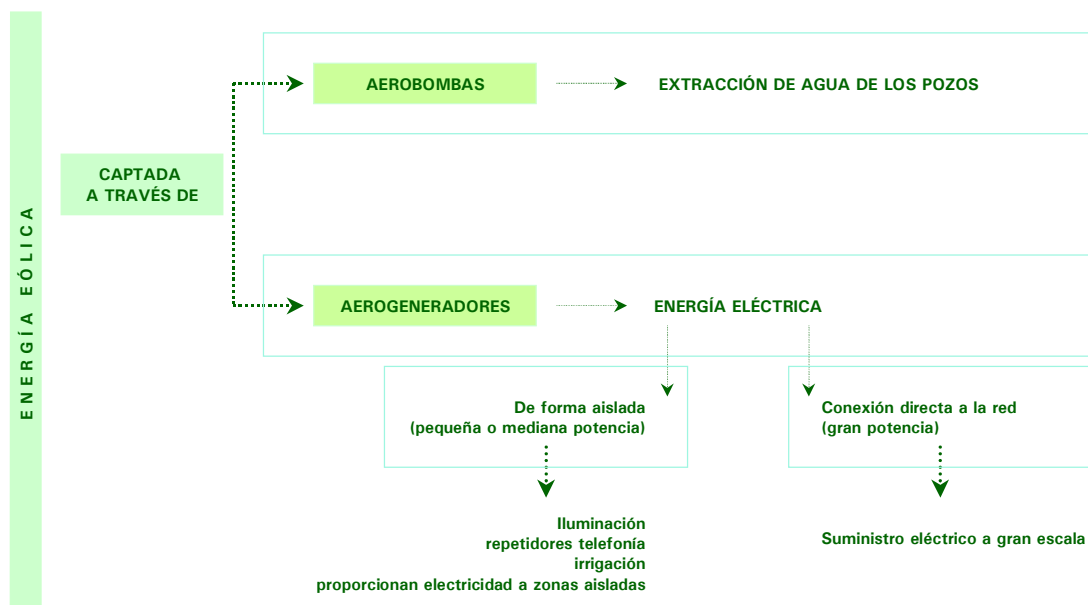 ENERGÍA EÓLICA
CAPTADA
A TRAVÉS DE
AEROBOMBAS
EXTRACCIÓN DE AGUA DE LOS POZOS
AEROGENERADORES
ENERGÍA ELÉCTRICA
De forma aislada
(pequeña o mediana potencia)
Conexión directa a la red
(gran potencia)
Iluminación
repetidores telefonía
irrigación
proporcionan electricidad a zonas aisladas
Suministro eléctrico a gran escala